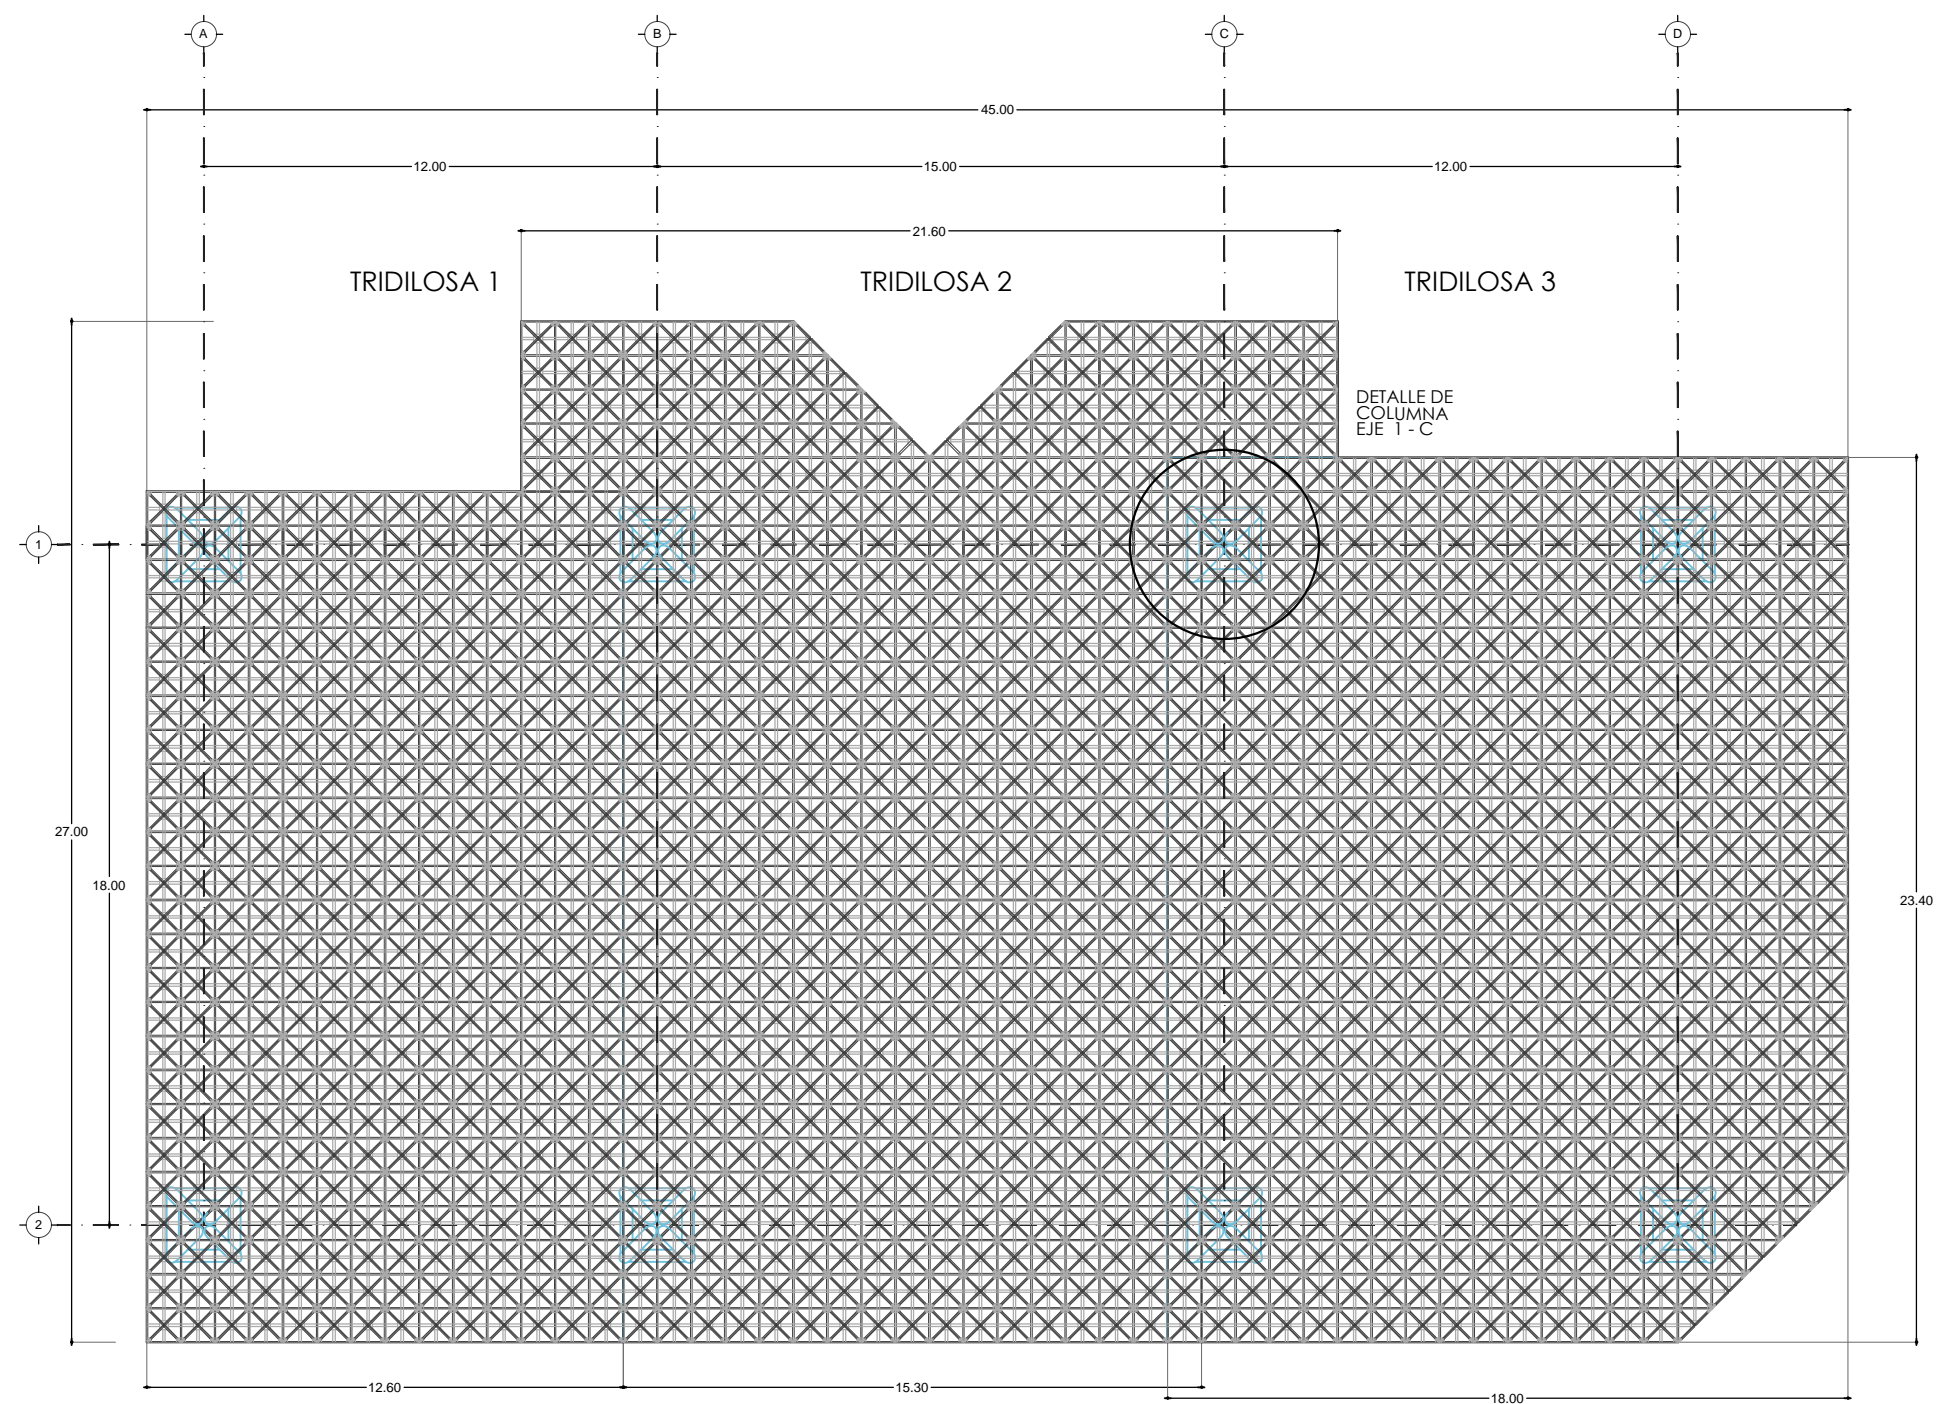 A
B
C
D
45.00
12.00
15.00
12.00
21.60
TRIDILOSA 1
TRIDILOSA 2
TRIDILOSA 3
DETALLE DE
COLUMNA
EJE 1 - C
1
27.00
18.00
23.40
2
12.60
15.30
18.00